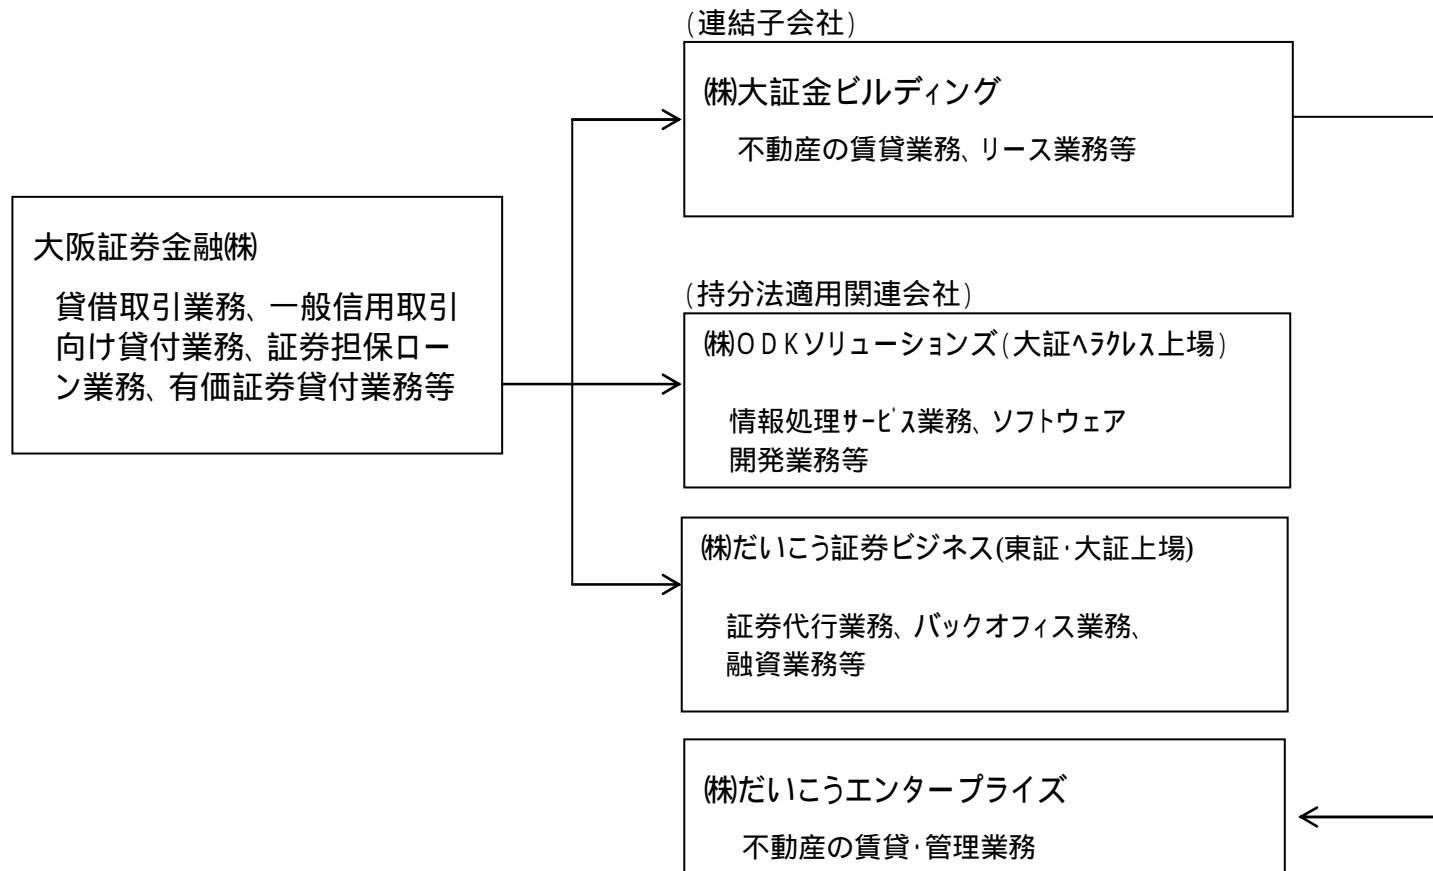 (連結子会社)
㈱大証金ビルディング
不動産の賃貸業務、リース業務等
大阪証券金融㈱
貸借取引業務、一般信用取引
向け貸付業務、証券担保ロー
ン業務、有価証券貸付業務等
(持分法適用関連会社)
㈱ＯＤＫソリューションズ(大証ﾍﾗｸﾚｽ上場)
情報処理ｻｰﾋﾞｽ業務、ソフトウェア
開発業務等
㈱だいこう証券ビジネス(東証・大証上場)
証券代行業務、バックオフィス業務、
融資業務等
㈱だいこうエンタープライズ
不動産の賃貸・管理業務